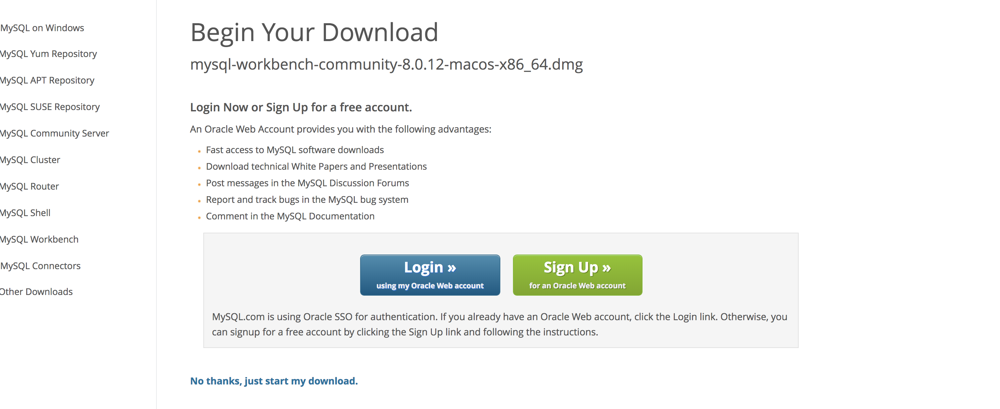 MySQL on Windows
MySQL Yum Repository
MySQL APT Repository
MySQL SUSE Repository
MySQL Community Server
MySQL Cluster
MySQL Router
MySQL Shell
MySQL Workbench
MySQL Connectors
Other Downloads
Begin Your Download
mysql-workbench-community-8.0.12-macos-x86_64.dmg
Login Now or Sign Up for a free account.
An Oracle Web Account provides you with the following advantages:
Fast access to MySQL software downloads
Download technical White Papers and Presentations
Post messages in the MySQL Discussion Forums
Report and track bugs in the MySQL bug system
Comment in the MySQL Documentation
Login »
using my Oracle Web account
Sign Up »
for an Oracle Web account
MySQL.com is using Oracle SSO for authentication. If you already have an Oracle Web account, click the Login link. Otherwise, you
can signup for a free account by clicking the Sign Up link and following the instructions.
No thanks, just start my download.